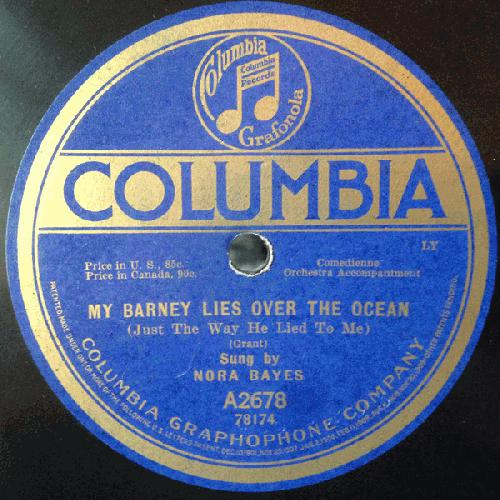 Columbia
Columbia
Records
Grafonola
COLUMBIA
LY
Price in U. S., 85c.
Price in Canada, 90c.
Comedienne
Orchestra Accompaniment
MY BARNEY LIES OVER THE OCEAN
(Just The Way He Lied To Me)
(Grant)
Sung by
NORA BAYES
A2678
78174
COLUMBIA GRAPHOPHONE COMPANY